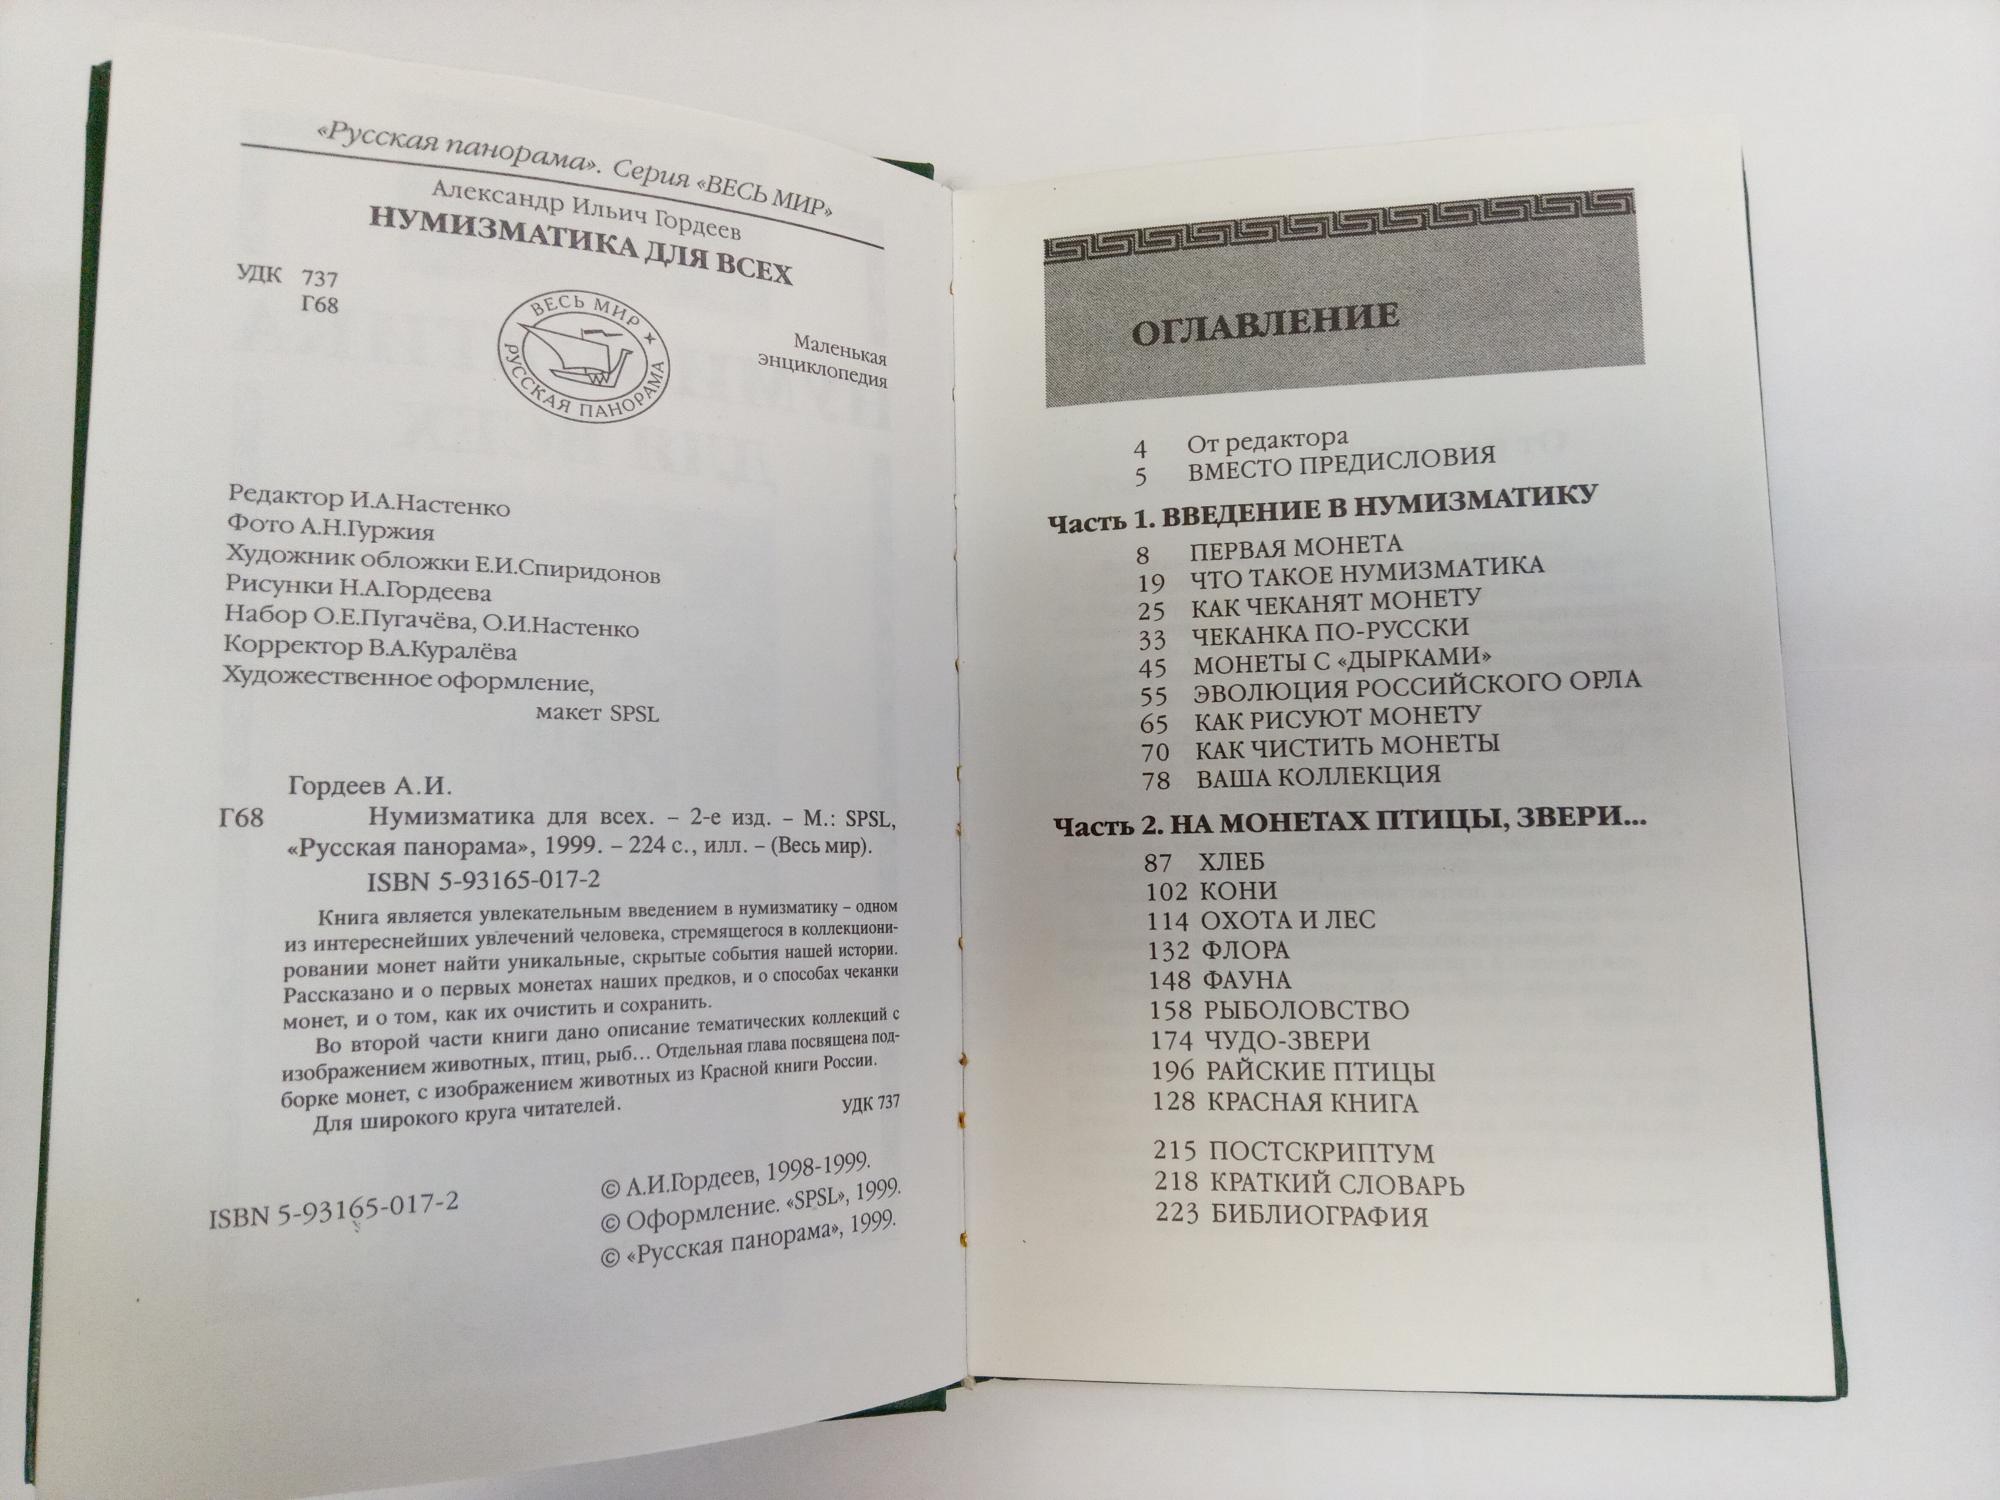 «Русская панорама». Серия «ВЕСЬ МИР»
Александр Ильич Гордеев
НУМИЗМАТИКА ДЛЯ ВСЕХ
УДК 737
Г68
ВЕСЬ МИР
РУССКАЯ ПАНОРАМА
Маленькая
энциклопедия
Редактор И.А.Настенко
Фото А.Н.Гуржия
Художник обложки Е.И.Спиридонов
Рисунки Н.А.Гордеева
Набор О.Е.Пугачёва, О.И.Настенко
Корректор В.А.Куралёва
Художественное оформление,
макет SPSL
Гордеев А.И.
Г68 Нумизматика для всех. – 2-е изд. – М.: SPSL,
«Русская панорама», 1999. – 224 с., илл. – (Весь мир).
ISBN 5-93165-017-2
Книга является увлекательным введением в нумизматику – одном
из интереснейших увлечений человека, стремящегося в коллекциони-
ровании монет найти уникальные, скрытые события нашей истории.
Рассказано и о первых монетах наших предков, и о способах чеканки
монет, и о том, как их очистить и сохранить.
Во второй части книги дано описание тематических коллекций с
изображением животных, птиц, рыб... Отдельная глава посвящена под-
борке монет, с изображением животных из Красной книги России.
Для широкого круга читателей.
УДК 737
ISBN 5-93165-017-2
© А.И.Гордеев, 1998-1999.
© Оформление. «SPSL», 1999.
© «Русская панорама», 1999.
ОГЛАВЛЕНИЕ
4 От редактора
5 ВМЕСТО ПРЕДИСЛОВИЯ
Часть 1. ВВЕДЕНИЕ В НУМИЗМАТИКУ
8 ПЕРВАЯ МОНЕТА
19 ЧТО ТАКОЕ НУМИЗМАТИКА
25 КАК ЧЕКАНЯТ МОНЕТУ
33 ЧЕКАНКА ПО-РУССКИ
45 МОНЕТЫ С «ДЫРКАМИ»
55 ЭВОЛЮЦИЯ РОССИЙСКОГО ОРЛА
65 КАК РИСУЮТ МОНЕТУ
70 КАК ЧИСТИТЬ МОНЕТЫ
78 ВАША КОЛЛЕКЦИЯ
Часть 2. НА МОНЕТАХ ПТИЦЫ, ЗВЕРИ...
87 ХЛЕБ
102 КОНИ
114 ОХОТА И ЛЕС
132 ФЛОРА
148 ФАУНА
158 РЫБОЛОВСТВО
174 ЧУДО-ЗВЕРИ
196 РАЙСКИЕ ПТИЦЫ
128 КРАСНАЯ КНИГА
215 ПОСТСКРИПТУМ
218 КРАТКИЙ СЛОВАРЬ
223 БИБЛИОГРАФИЯ